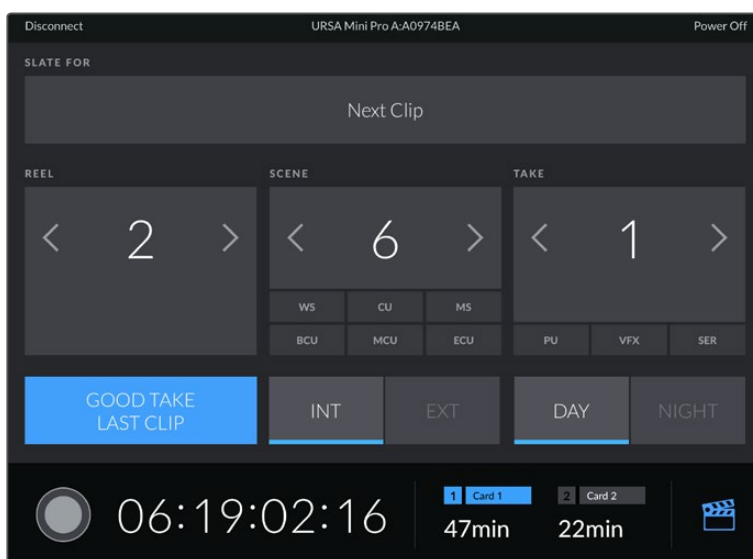 Disconnect URSA Mini Pro A:A0974BEA Power Off
SLATE FOR
Next Clip
REEL SCENE TAKE
2 6 1
WS CU MS
BCU MCU ECU PU VFX SER
GOOD TAKE
LAST CLIP
INT EXT DAY NIGHT
06:19:02:16
1 Card 1 2 Card 2
47min 22min